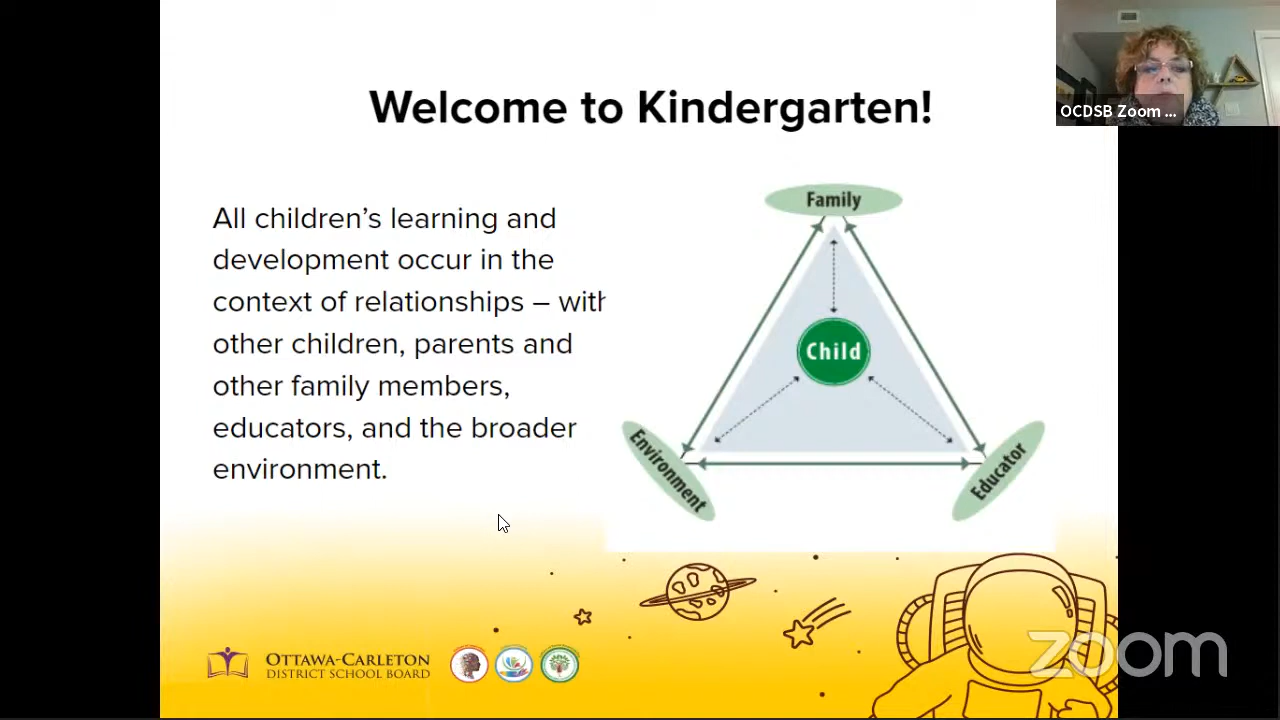 Welcome to Kindergarten!
OCDSB Zoom ...
All children’s learning and
development occur in the
context of relationships – with
other children, parents and
other family members,
educators, and the broader
environment.
Family
Child
Environment
Educator
OTTAWA-CARLETON
DISTRICT SCHOOL BOARD
zoom